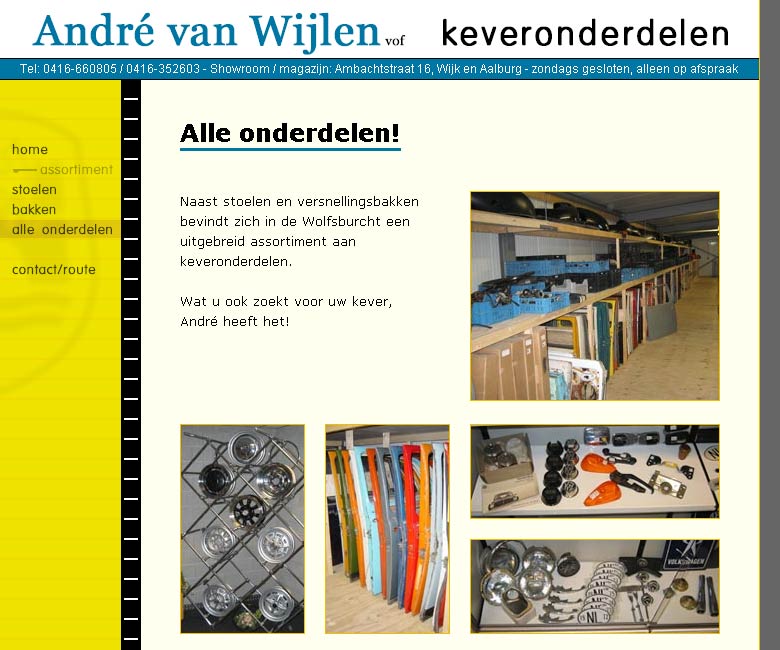 André van Wijlen vof keveronderdelen
Tel: 0416-660805 / 0416-352603 - Showroom / magazijn: Ambachtstraat 16, Wijk en Aalburg - zondags gesloten, alleen op afspraak
home
assortiment
stoelen
bakken
alle onderdelen
contact/route
Alle onderdelen!
Naast stoelen en versnellingsbakken
bevindt zich in de Wolfsburcht een
uitgebreid assortiment aan
keveronderdelen.
Wat u ook zoekt voor uw kever,
André heeft het!
VOLKSWAGEN
NL